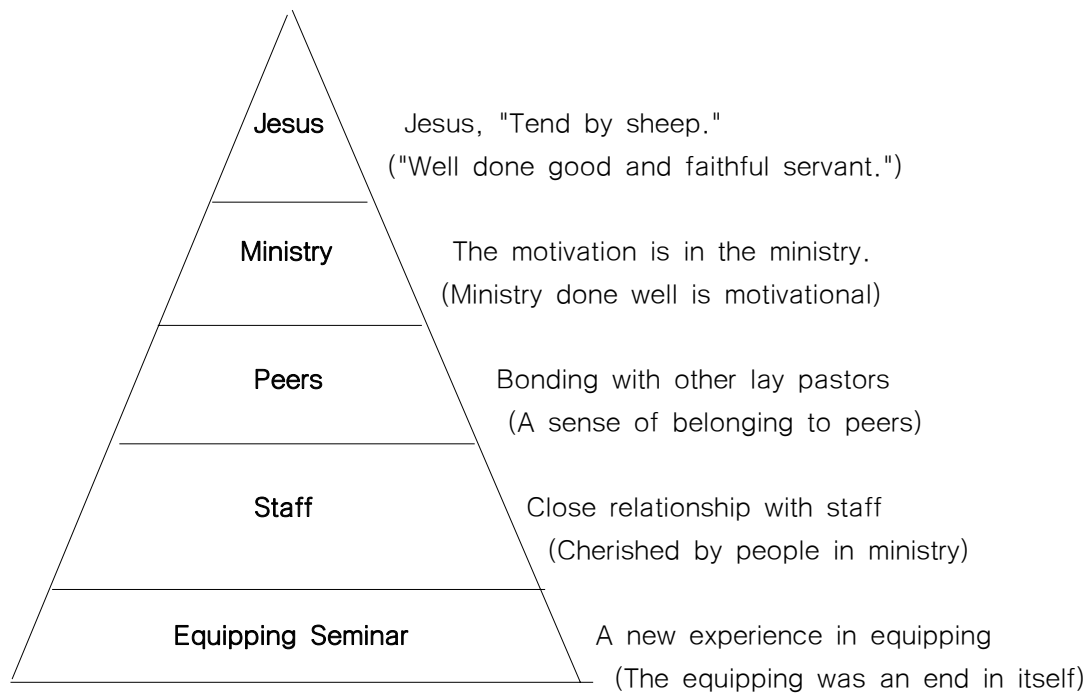 Jesus Jesus, "Tend by sheep."
("Well done good and faithful servant.")
Ministry The motivation is in the ministry.
(Ministry done well is motivational)
Peers Bonding with other lay pastors
(A sense of belonging to peers)
Staff Close relationship with staff
(Cherished by people in ministry)
Equipping Seminar A new experience in equipping
(The equipping was an end in itself)